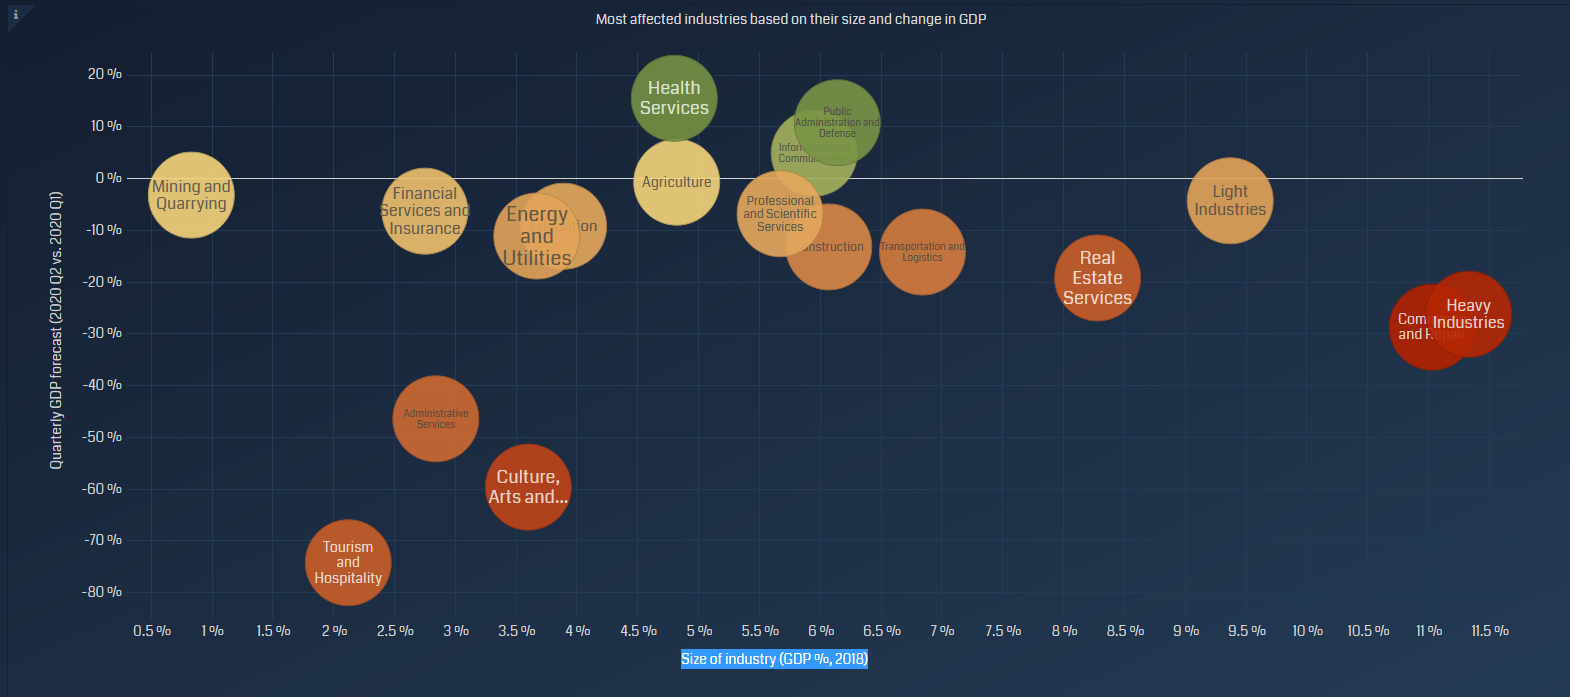 i
Most affected industries based on their size and change in GDP
Quarterly GDP forecast (2020 Q2 vs. 2020 Q1)
20 %
10 %
0 %
-10 %
-20 %
-30 %
-40 %
-50 %
-60 %
-70 %
-80 %
Health
Services
Public
Administration and
Defense
Mining and
Quarrying
Financial
Services and
Insurance
Energy
and
Utilities
Agriculture
Professional
and Scientific
Services
Transportation and
Logistics
Light
Industries
Real
Estate
Services
and Repair
Heavy
Industries
Administrative
Services
Culture,
Arts and...
Tourism
and
Hospitality
0.5 %
1 %
1.5 %
2 %
2.5 %
3 %
3.5 %
4 %
4.5 %
5 %
5.5 %
6 %
6.5 %
7 %
7.5 %
8 %
8.5 %
9 %
9.5 %
10 %
10.5 %
11 %
11.5 %
Size of industry (GDP %, 2018)